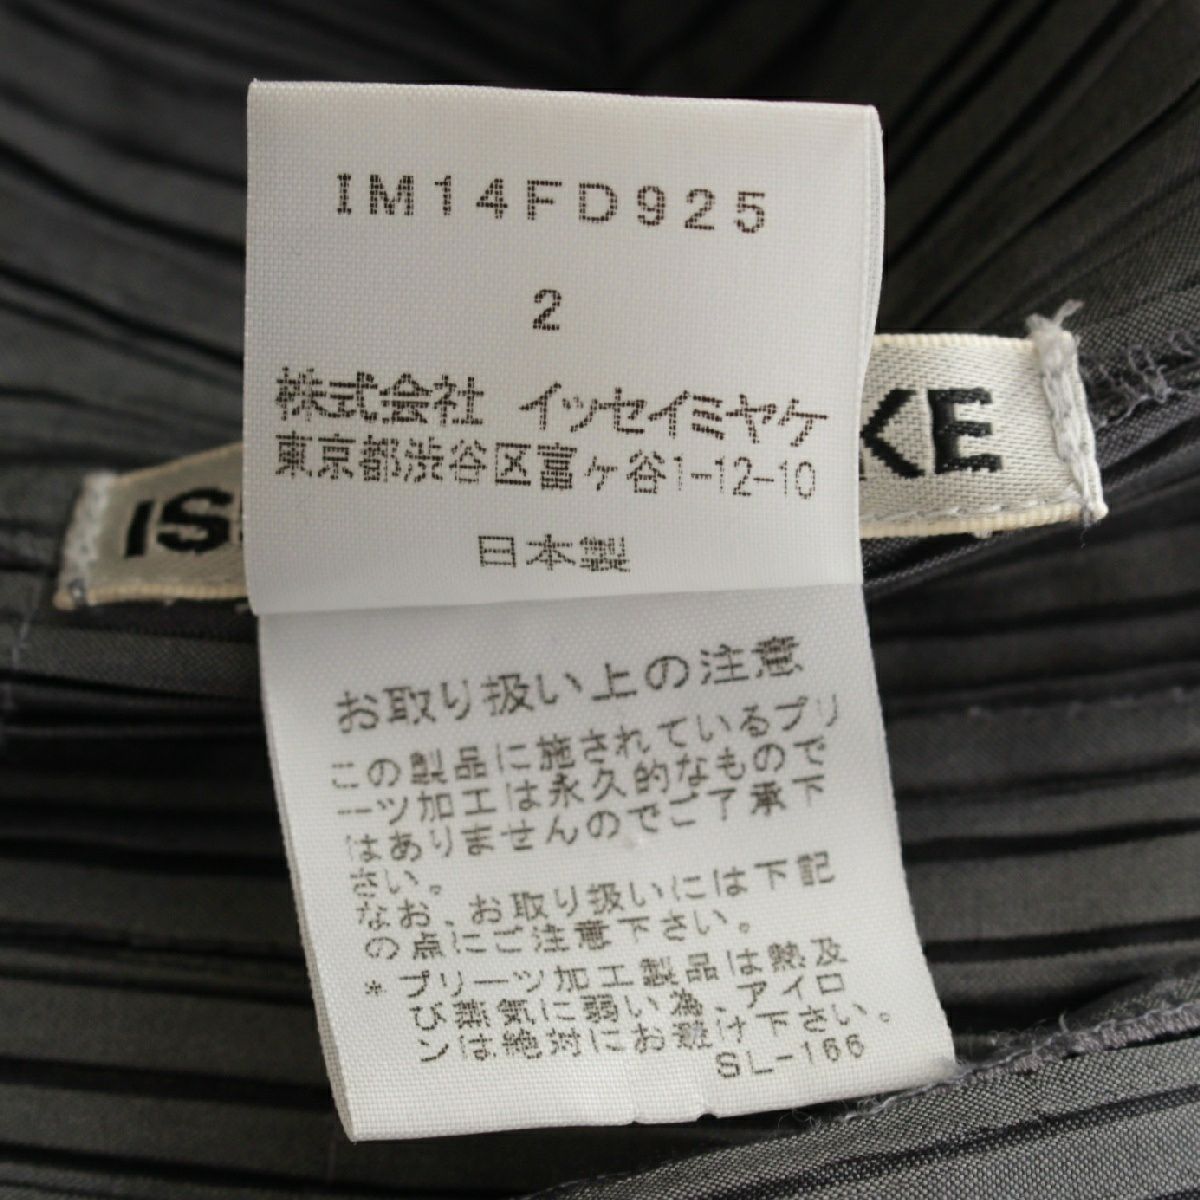 IM14FD925
2
株式会社 イッセイミヤケ
東京都渋谷区富ヶ谷1-12-10
日本製
IS
KE
お取り扱い上の注意
この製品に施されているプリ
ーツ加工は永久的なもので
はありませんのでご了承下
さい。
なお、お取り扱いには下記
の点にご注意下さい。
* プリーツ加工製品は熱及
び蒸気に弱い為、アイロ
ンは絶対にお避け下さい。
SL-166